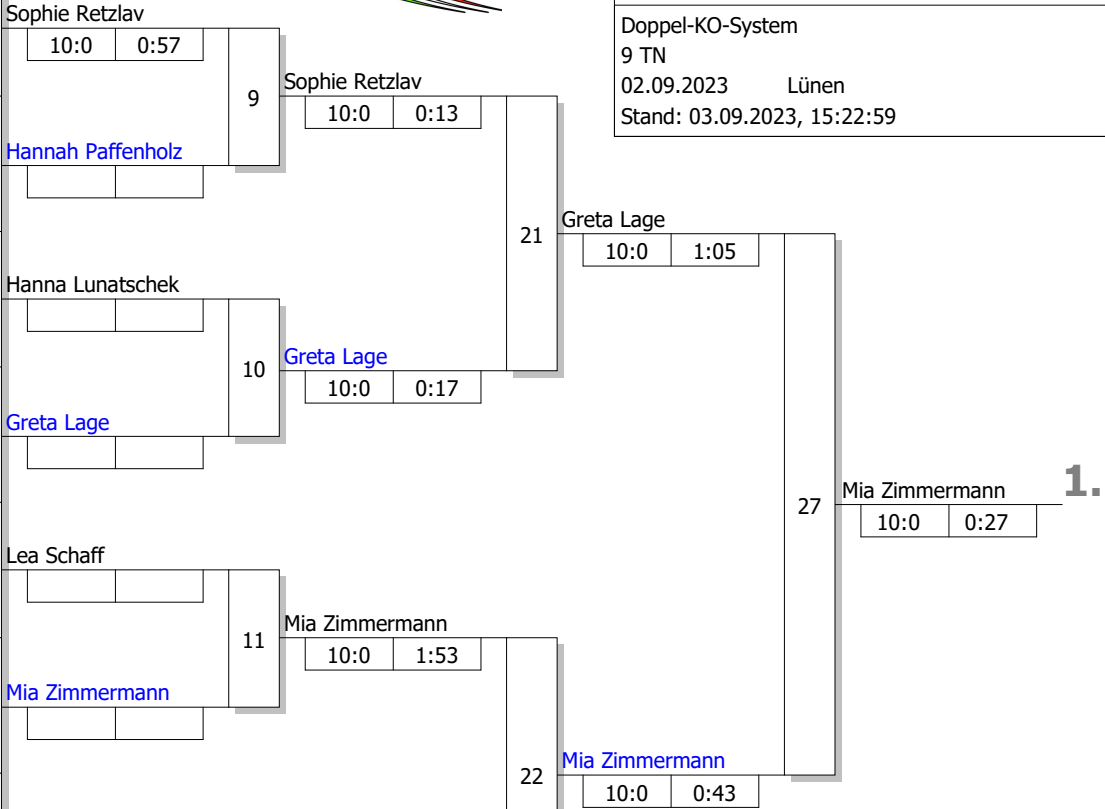 Sophie Retzlav
10:0 0:57
9
Hannah Paffenholz
Sophie Retzlav
10:0 0:13
Hanna Lunatschek
10
Greta Lage
Greta Lage
10:0 0:17
21
Greta Lage
10:0 1:05
Lea Schaff
11
Mia Zimmermann
Mia Zimmermann
10:0 1:53
22
Mia Zimmermann
10:0 0:43
27
Mia Zimmermann
10:0 0:27
1.
Doppel-KO-System
9 TN
02.09.2023 Lünen
Stand: 03.09.2023, 15:22:59